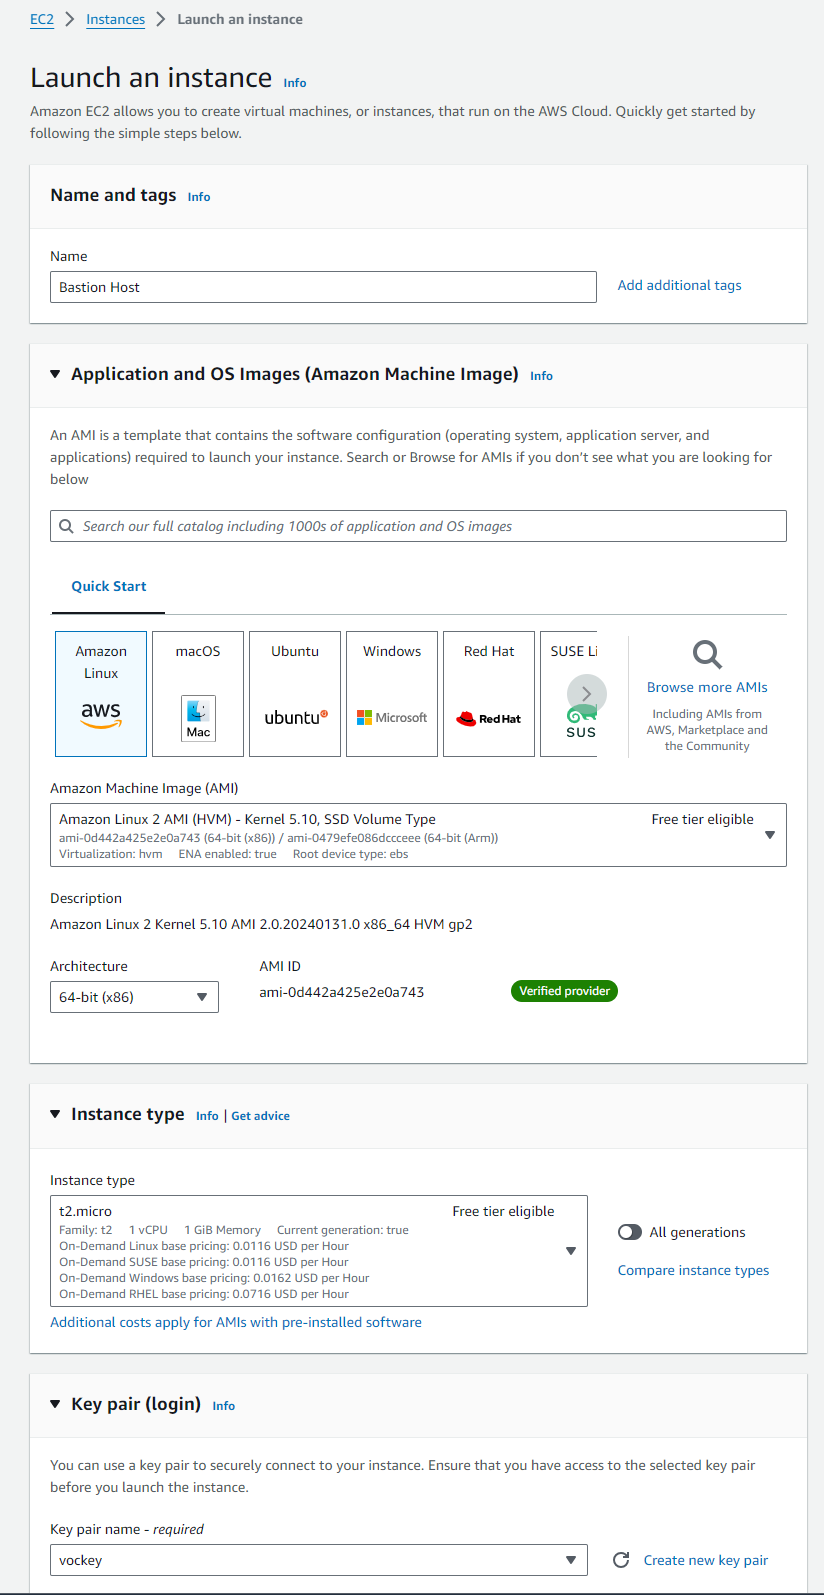 EC2 > Instances > Launch an instance
Launch an instance Info
Amazon EC2 allows you to create virtual machines, or instances, that run on the AWS Cloud. Quickly get started by
following the simple steps below.
Name and tags Info
Name
Bastion Host
Add additional tags
Application and OS Images (Amazon Machine Image) Info
An AMI is a template that contains the software configuration (operating system, application server, and
applications) required to launch your instance. Search or Browse for AMIs if you don't see what you are looking for
below
Search our full catalog including 1000s of application and OS images
Quick Start
Amazon
Linux
aws
macOS
Mac
Ubuntu
ubuntu
Windows
Microsoft
Red Hat
Red Hat
SUSE Li
SUS
Browse more AMIs
Including AMIs from
AWS, Marketplace and
the Community
Amazon Machine Image (AMI)
Amazon Linux 2 AMI (HVM) - Kernel 5.10, SSD Volume Type Free tier eligible
ami-0d442a425e2e0a743 (64-bit (x86)) / ami-0479efe086dccceee (64-bit (Arm))
Virtualization: hvm ENA enabled: true Root device type: ebs
Description
Amazon Linux 2 Kernel 5.10 AMI 2.0.20240131.0 x86_64 HVM gp2
Architecture AMI ID
64-bit (x86) ami-0d442a425e2e0a743 Verified provider
Instance type Info | Get advice
Instance type
t2.micro Free tier eligible
Family: t2 1 vCPU 1 GiB Memory Current generation: true
On-Demand Linux base pricing: 0.0116 USD per Hour
On-Demand SUSE base pricing: 0.0116 USD per Hour
On-Demand Windows base pricing: 0.0162 USD per Hour
On-Demand RHEL base pricing: 0.0716 USD per Hour
All generations
Compare instance types
Additional costs apply for AMIs with pre-installed software
Key pair (login) Info
You can use a key pair to securely connect to your instance. Ensure that you have access to the selected key pair
before you launch the instance.
Key pair name - required
vockey
Create new key pair